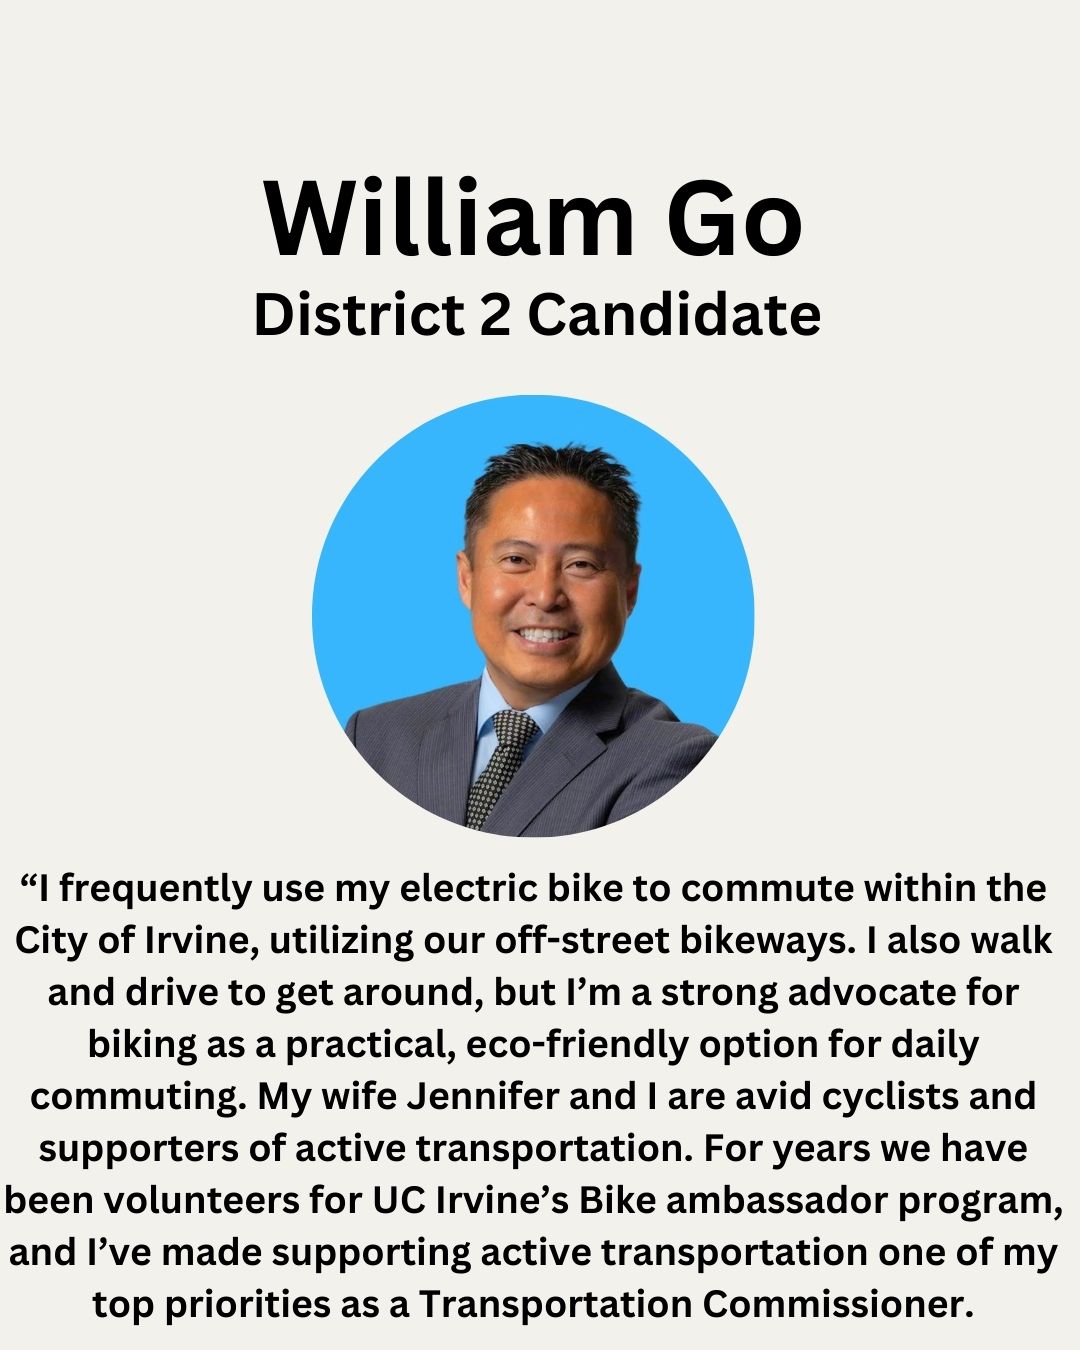 William Go
District 2 Candidate
“I frequently use my electric bike to commute within the
City of Irvine, utilizing our off-street bikeways. I also walk
and drive to get around, but I’m a strong advocate for
biking as a practical, eco-friendly option for daily
commuting. My wife Jennifer and I are avid cyclists and
supporters of active transportation. For years we have
been volunteers for UC Irvine’s Bike ambassador program,
and I’ve made supporting active transportation one of my
top priorities as a Transportation Commissioner.